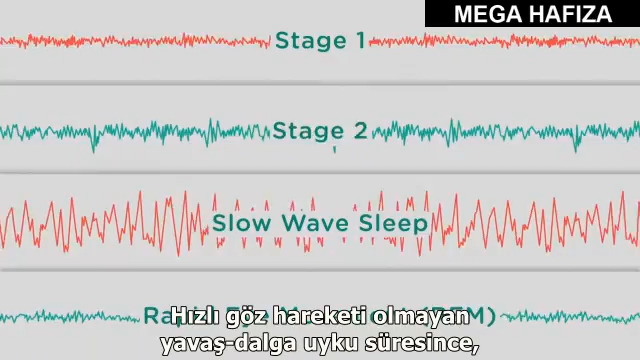 MEGA HAFIZA
Stage 1
Stage 2
Slow Wave Sleep
Hızlı göz hareketi olmayan
yavaş-dalga uyku süresince,